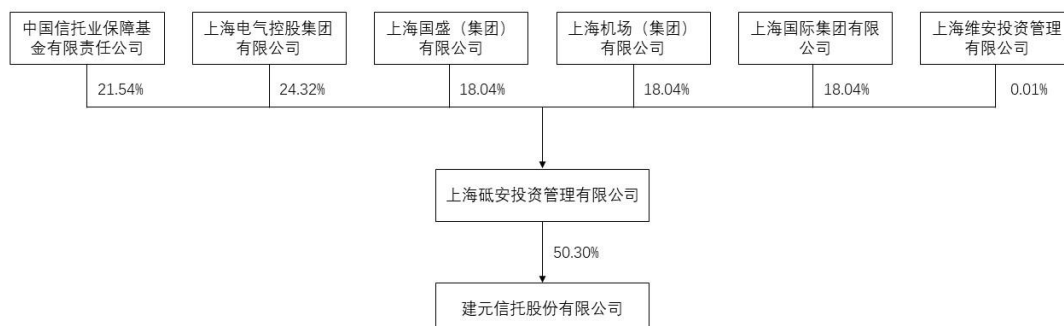 中国信托业保障基
金有限责任公司
上海电气控股集团
有限公司
上海国盛（集团）
有限公司
上海机场（集团）
有限公司
上海国际集团有限
公司
上海维安投资管理
有限公司
21.54%
24.32%
18.04%
18.04%
18.04%
0.01%
上海砥安投资管理有限公司
50.30%
建元信托股份有限公司